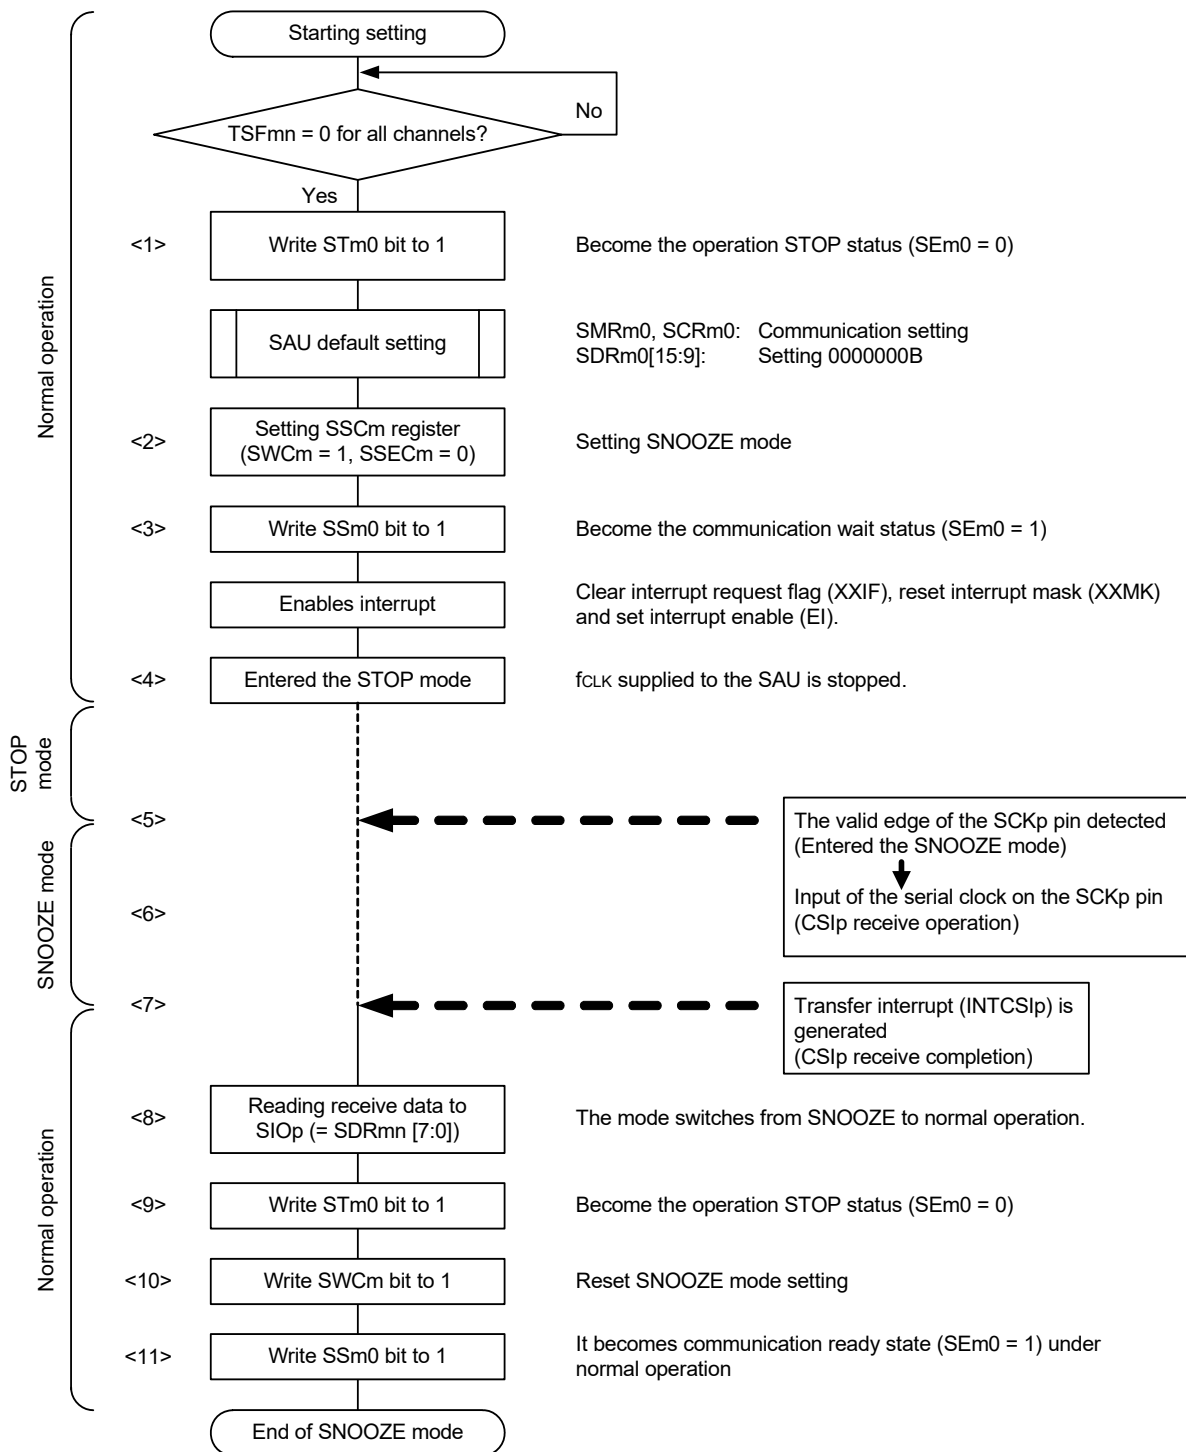 Starting setting
No
TSFmn = 0 for all channels?
Yes
Normal operation
<1>
Write STm0 bit to 1
Become the operation STOP status (SEm0 = 0)
SAU default setting
SMRm0, SCRm0: Communication setting
SDRm0[15:9]: Setting 0000000B
<2>
Setting SSCm register
(SWCm = 1, SSECm = 0)
Setting SNOOZE mode
<3>
Write SSm0 bit to 1
Become the communication wait status (SEm0 = 1)
Enables interrupt
Clear interrupt request flag (XXIF), reset interrupt mask (XXMK)
and set interrupt enable (EI).
<4>
Entered the STOP mode
fCLK supplied to the SAU is stopped.
STOP
mode
<5>
The valid edge of the SCKp pin detected
(Entered the SNOOZE mode)
Input of the serial clock on the SCKp pin
(CSIp receive operation)
SNOOZE mode
<6>
<7>
Transfer interrupt (INTCSIp) is
generated
(CSIp receive completion)
Normal operation
<8>
Reading receive data to
SIOp (= SDRmn [7:0])
The mode switches from SNOOZE to normal operation.
<9>
Write STm0 bit to 1
Become the operation STOP status (SEm0 = 0)
<10>
Write SWCm bit to 1
Reset SNOOZE mode setting
<11>
Write SSm0 bit to 1
It becomes communication ready state (SEm0 = 1) under
normal operation
End of SNOOZE mode